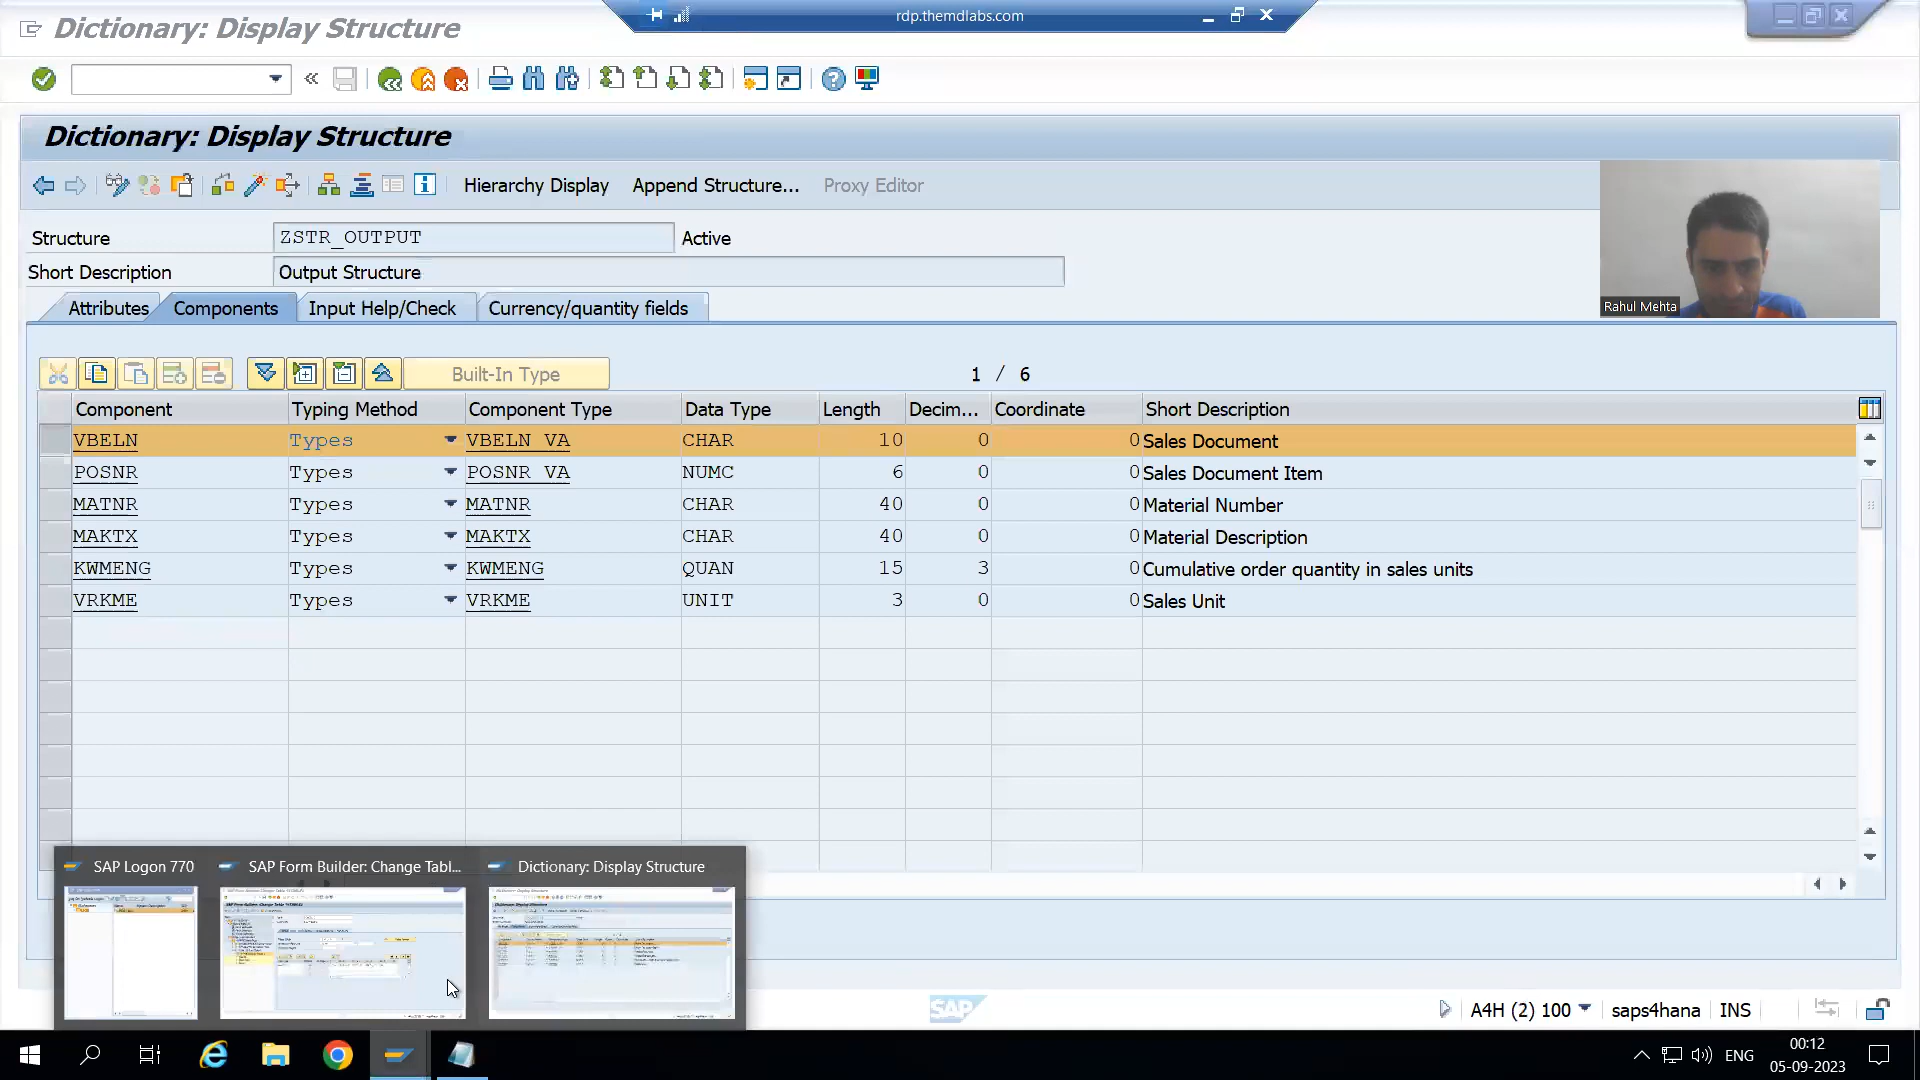 Dictionary: Display Structure
rdp.themdlabs.com
Dictionary: Display Structure
Hierarchy Display Append Structure... Proxy Editor
Structure ZSTR_OUTPUT Active
Short Description Output Structure
Rahul Mehta
Attributes Components Input Help/Check Currency/quantity fields
Built-In Type 1 / 6
Component Typing Method Component Type Data Type Length Decim... Coordinate Short Description
VBELN Types VBELN_VA CHAR 10 0 0 Sales Document
POSNR Types POSNR_VA NUMC 6 0 0 Sales Document Item
MATNR Types MATNR CHAR 40 0 0 Material Number
MAKTX Types MAKTX CHAR 40 0 0 Material Description
KWMENG Types KWMENG QUAN 15 3 0 Cumulative order quantity in sales units
VRKME Types VRKME UNIT 3 0 0 Sales Unit
SAP Logon 770 SAP Form Builder: Change Tabl... Dictionary: Display Structure
SAP A4H (2) 100 saps4hana INS
ENG 00:12
05-09-2023